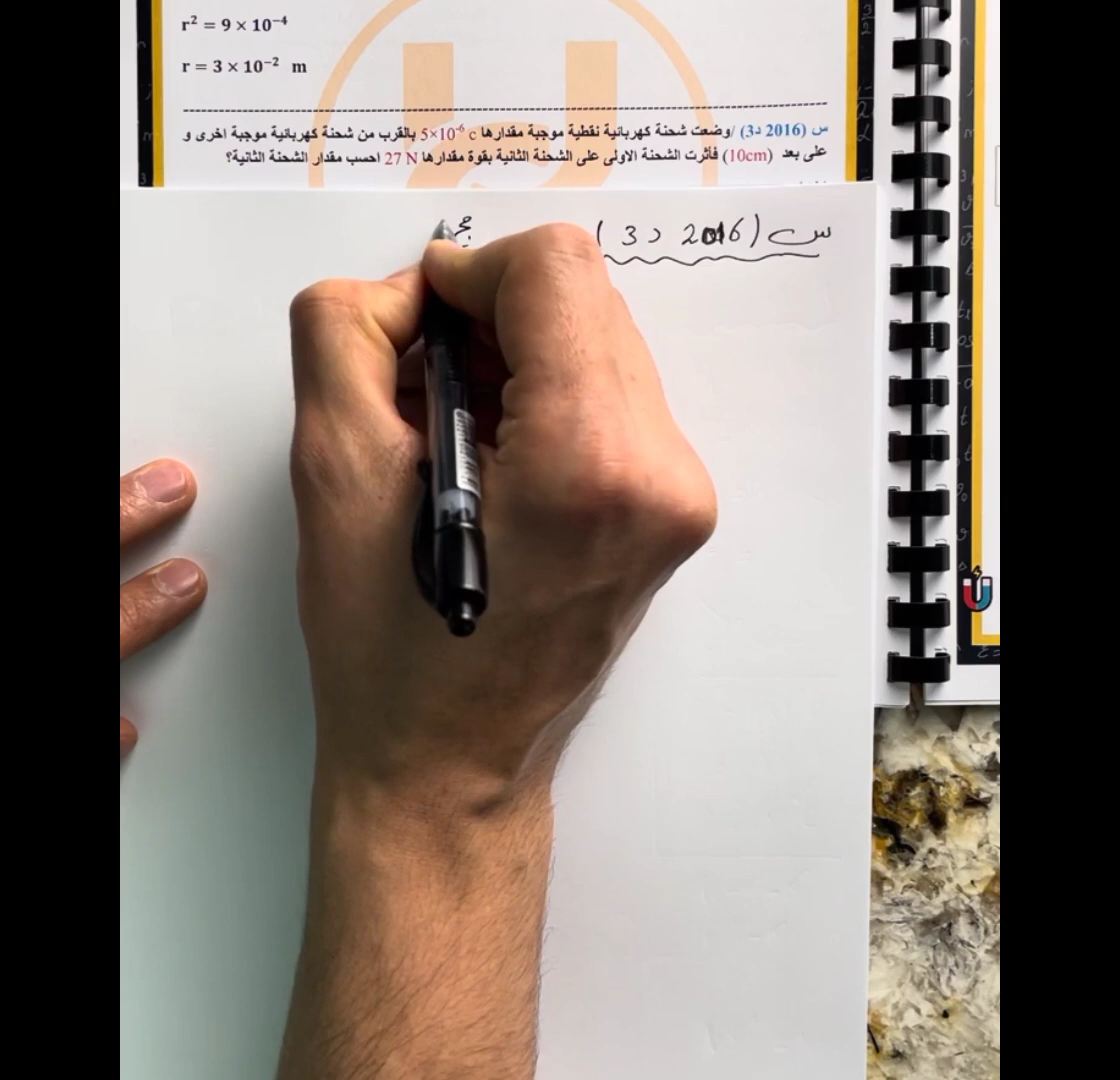 r² = 9 × 10⁻⁴
r = 3 × 10⁻² m
س (2016 د3) /وضعت شحنة كهربائية نقطية موجبة مقدارها 5×10⁻⁶ c بالقرب من شحنة كهربائية موجبة اخرى و
على بعد (10cm) فأثرت الشحنة الاولى على الشحنة الثانية بقوة مقدارها 27 N احسب مقدار الشحنة الثانية؟
س (2016 د 3)